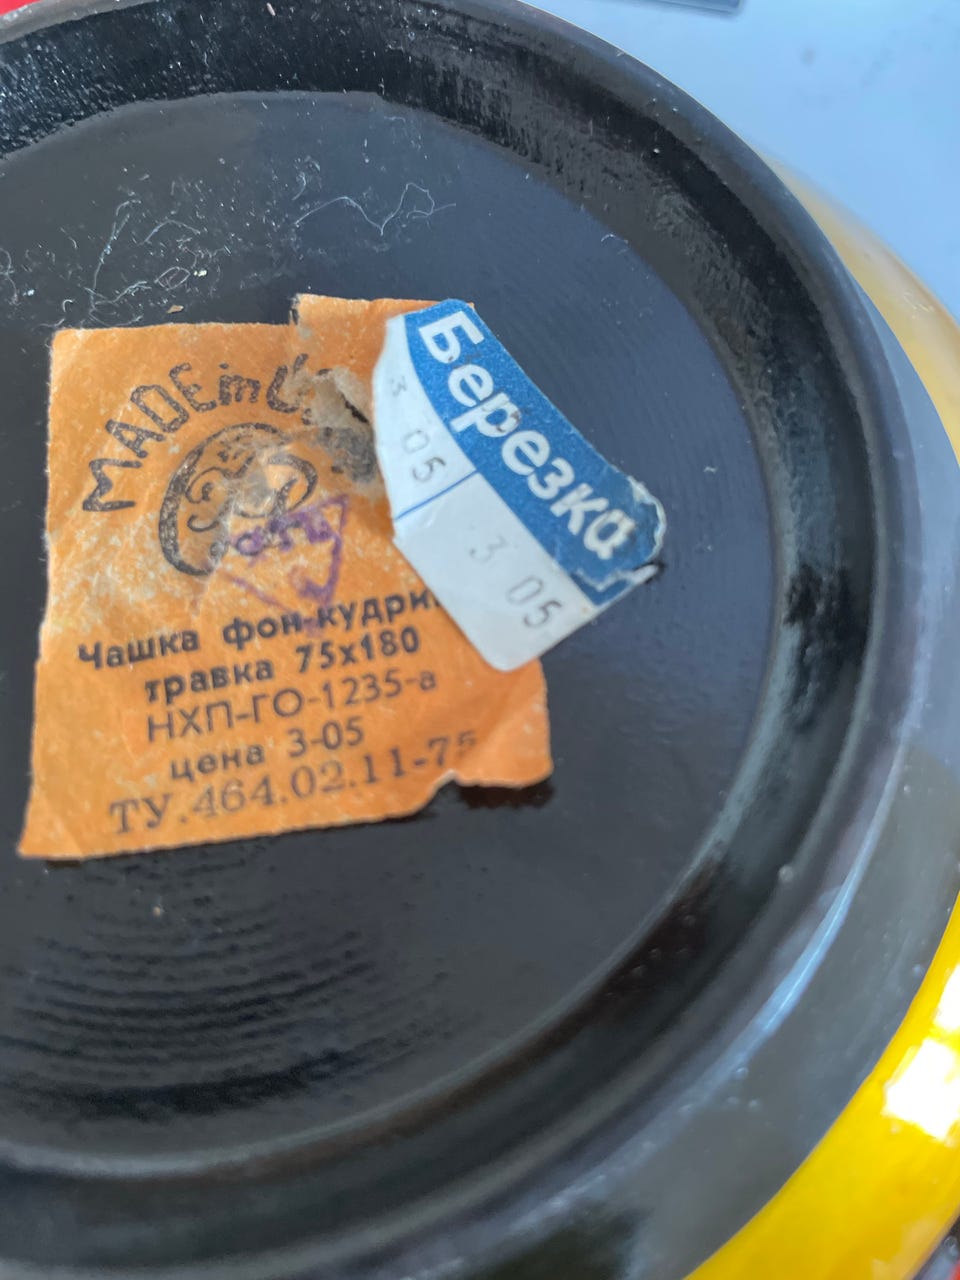 MADE in
Чашка фон-кудрин
травка 75х180
НХП-ГО-1235-а
цена 3-05
ТУ.464.02.11-75
Березка
3 05
3 05